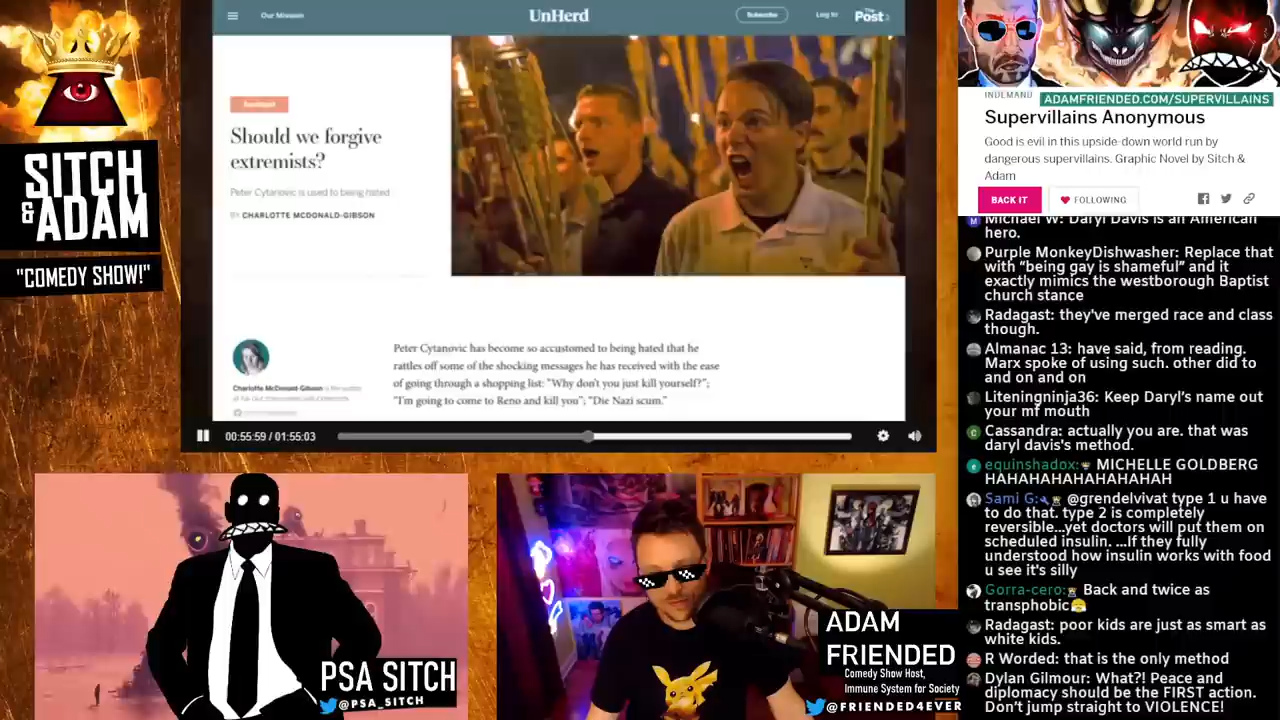 SITCH
& ADAM
"COMEDY SHOW!"
Our Mission
UnHerd
Subscribe
Log In
The Post
Should we forgive
extremists?
Peter Cytanovic is used to being hated
BY CHARLOTTE MCDONALD-GIBSON
Peter Cytanovic has become so accustomed to being hated that he
rattles off some of the shocking messages he has received with the ease
of going through a shopping list: "Why don't you just kill yourself?";
"I'm going to come to Reno and kill you"; "Die Nazi scum."
Charlotte McDonald-Gibson
00:55:59 / 01:55:03
PSA SITCH
@PSA_SITCH
ADAM
FRIENDED
Comedy Show Host,
Immune System for Society
@FRIENDED4EVER
INDEMAND
ADAMFRIENDED.COM/SUPERVILLAINS
Supervillains Anonymous
Good is evil in this upside-down world run by
dangerous supervillains. Graphic Novel by Sitch &
Adam
BACK IT
FOLLOWING
Michael W: Daryl Davis is an American
hero.
Purple MonkeyDishwasher: Replace that
with “being gay is shameful” and it
exactly mimics the westborough Baptist
church stance
Radagast: they've merged race and class
though.
Almanac 13: have said, from reading.
Marx spoke of using such. other did to
and on and on
Liteningninja36: Keep Daryl’s name out
your mf mouth
Cassandra: actually you are. that was
daryl davis's method.
equinshadox: MICHELLE GOLDBERG
HAHAHAHAHAHAHAH
Sami G: @grendelvivat type 1 u have
to do that. type 2 is completely
reversible...yet doctors will put them on
scheduled insulin. ...If they fully
understood how insulin works with food
u see it's silly
Gorra-cero: Back and twice as
transphobic
Radagast: poor kids are just as smart as
white kids.
R Worded: that is the only method
Dylan Gilmour: What?! Peace and
diplomacy should be the FIRST action.
Don’t jump straight to VIOLENCE!